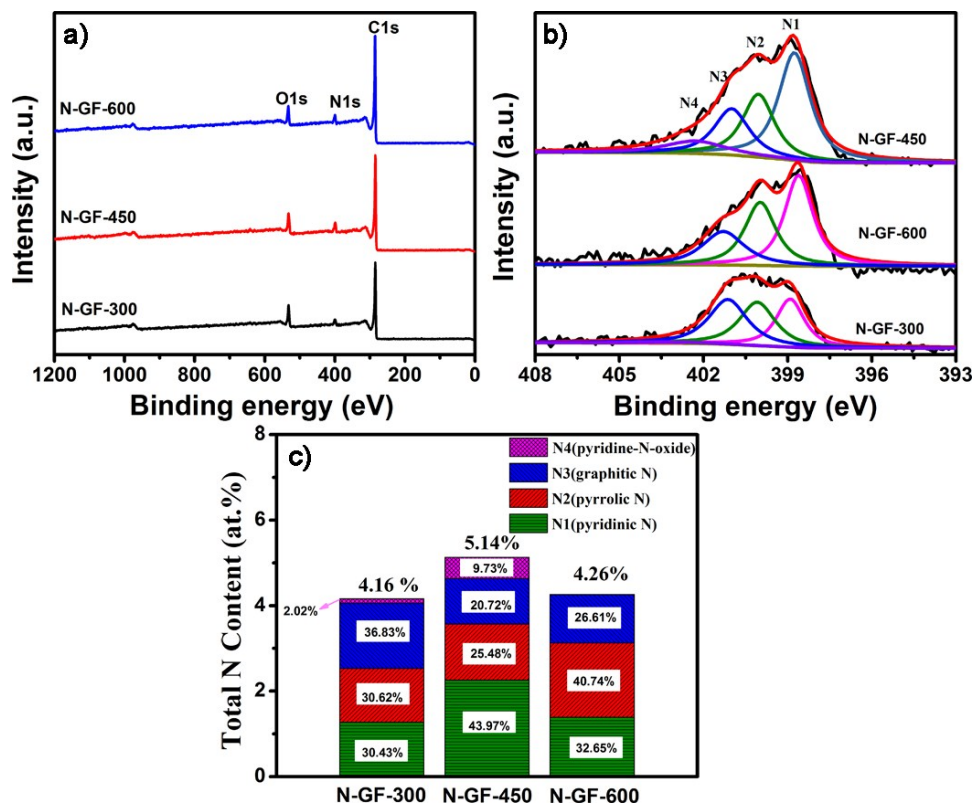 a)
C1s
O1s
N1s
N-GF-600
N-GF-450
N-GF-300
Intensity (a.u.)
1200 1000 800 600 400 200 0
Binding energy (eV)
b)
N1
N2
N3
N4
N-GF-450
N-GF-600
N-GF-300
Intensity (a.u.)
408 405 402 399 396 393
Binding energy (eV)
c)
N4(pyridine-N-oxide)
N3(graphitic N)
N2(pyrrolic N)
N1(pyridinic N)
Total N Content (at.%)
8
6
4
2
0
4.16 %
2.02%
36.83%
30.62%
30.43%
5.14%
9.73%
20.72%
25.48%
43.97%
4.26%
26.61%
40.74%
32.65%
N-GF-300 N-GF-450 N-GF-600